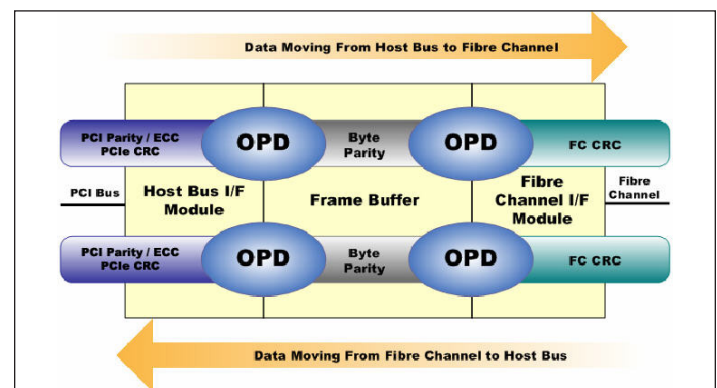 Data Moving From Host Bus to Fibre Channel
PCI Parity / ECC
PCIe CRC
OPD
Byte
Parity
OPD
FC CRC
PCI Bus
Host Bus I/F
Module
Frame Buffer
Fibre
Channel I/F
Module
Fibre
Channel
PCI Parity / ECC
PCIe CRC
OPD
Byte
Parity
OPD
FC CRC
Data Moving From Fibre Channel to Host Bus